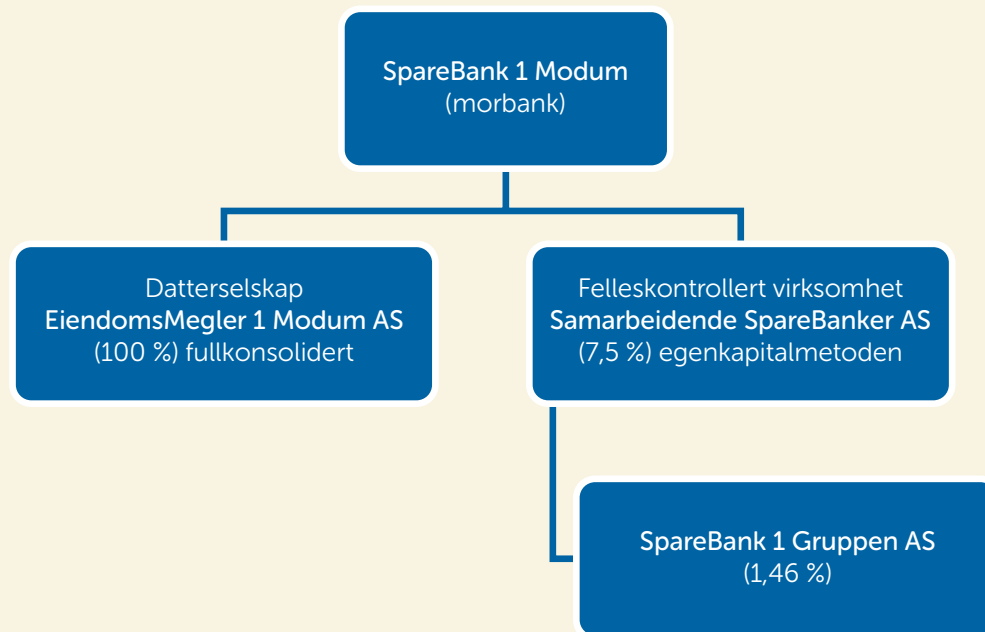 SpareBank 1 Modum
(morbank)
Datterselskap
EiendomsMegler 1 Modum AS
(100 %) fullkonsolidert
Felleskontrollert virksomhet
Samarbeidende SpareBanker AS
(7,5 %) egenkapitalmetoden
SpareBank 1 Gruppen AS
(1,46 %)